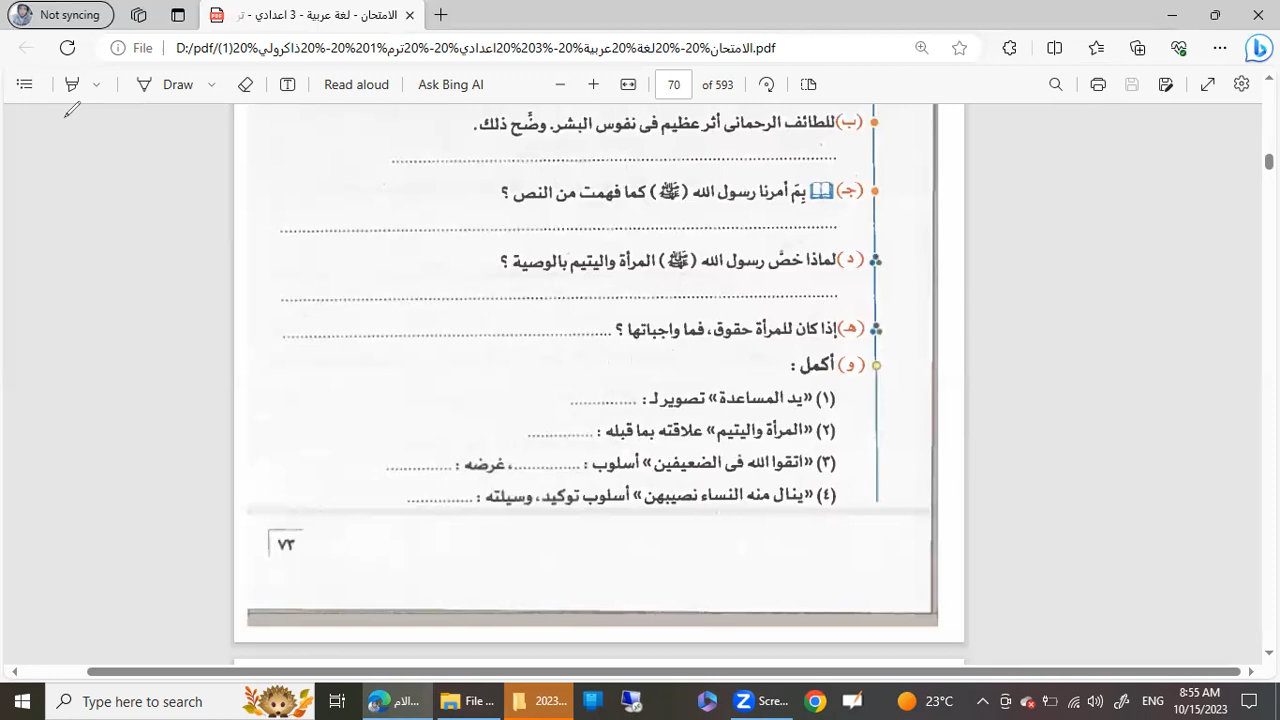 Not syncing
الامتحان - لغة عربية - 3 اعدادي - تر
File
D:/pdf/(1)%20الامتحان%20-%20لغة%20عربية%20-%203%20اعدادي%20-%20ترم%201%20-%20ذاكرولي.pdf
Draw
Read aloud
Ask Bing AI
70 of 593
(ب) للطائف الرحمانى أثر عظيم فى نفوس البشر. وضَّح ذلك.
(جـ) بِمَ أمرنا رسول الله (ﷺ) كما فهمت من النص ؟
(د) لماذا خصَّ رسول الله (ﷺ) المرأة واليتيم بالوصية ؟
(هـ) إذا كان للمرأة حقوق، فما واجباتها ؟ ............
(و) أكمل :
(١) «يد المساعدة» تصوير لـ : .............
(٢) «المرأة واليتيم» علاقته بما قبله : .............
(٣) «اتقوا الله فى الضعيفين» أسلوب : .............، غرضه : .............
(٤) «ينال منه النساء نصيبهن» أسلوب توكيد، وسيلته : .............
٧٣
Type here to search
الام...
File ...
2023...
Scre...
23°C
ENG
8:55 AM
10/15/2023